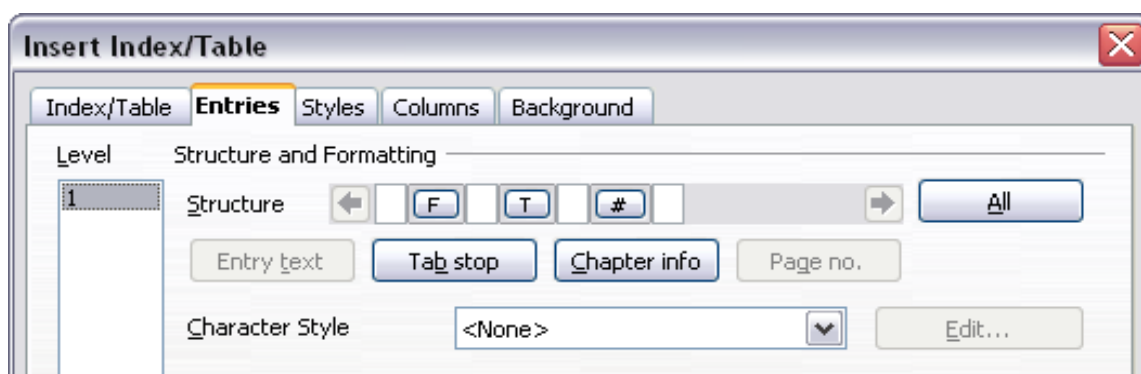 Insert Index/Table
Index/Table Entries Styles Columns Background
Level Structure and Formatting
1 Structure F T # All
Entry text Tab stop Chapter info Page no.
Character Style <None> Edit...